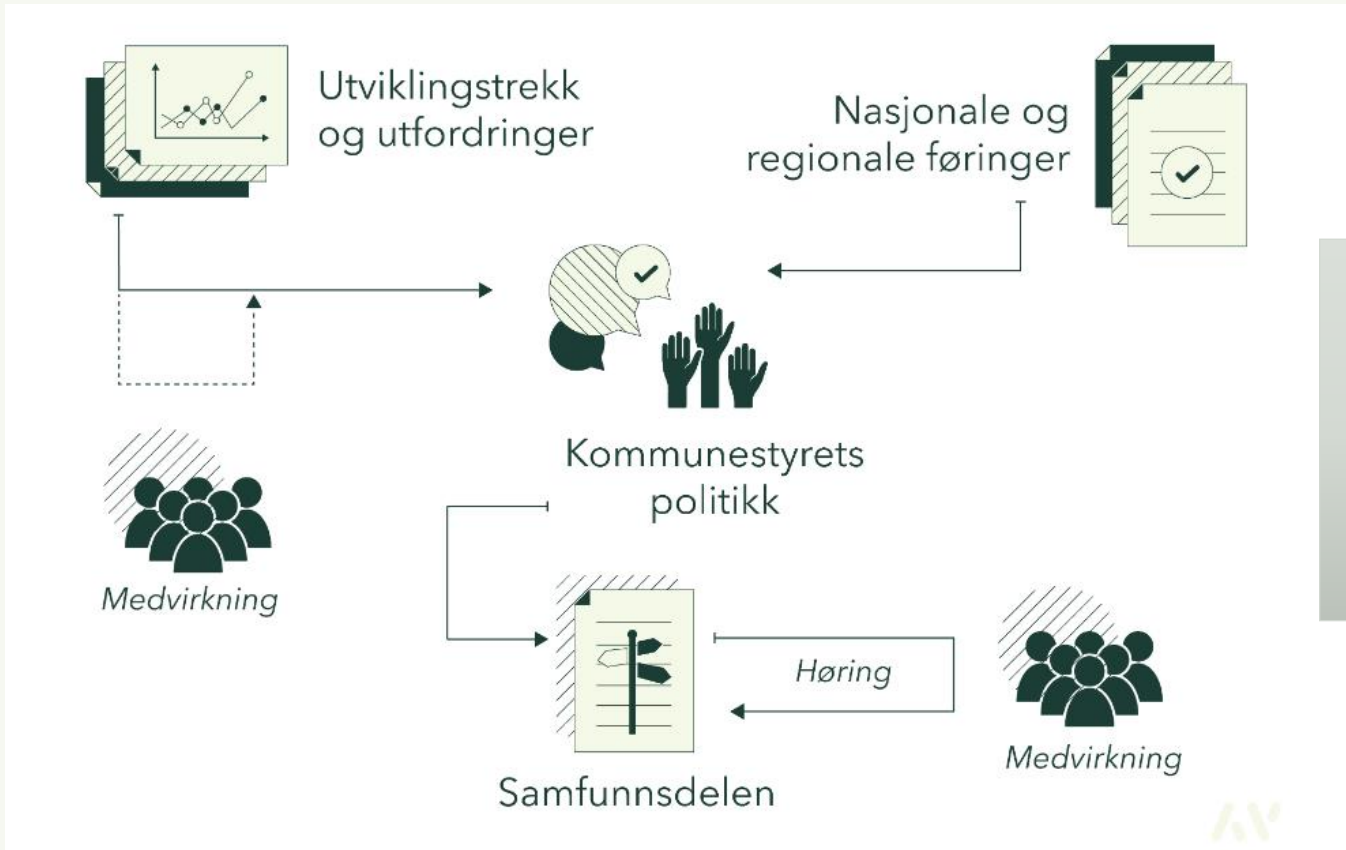 Utviklingstrekk
og utfordringer
Nasjonale og
regionale føringer
Kommunestyrets
politikk
Medvirkning
Høring
Medvirkning
Samfunnsdelen